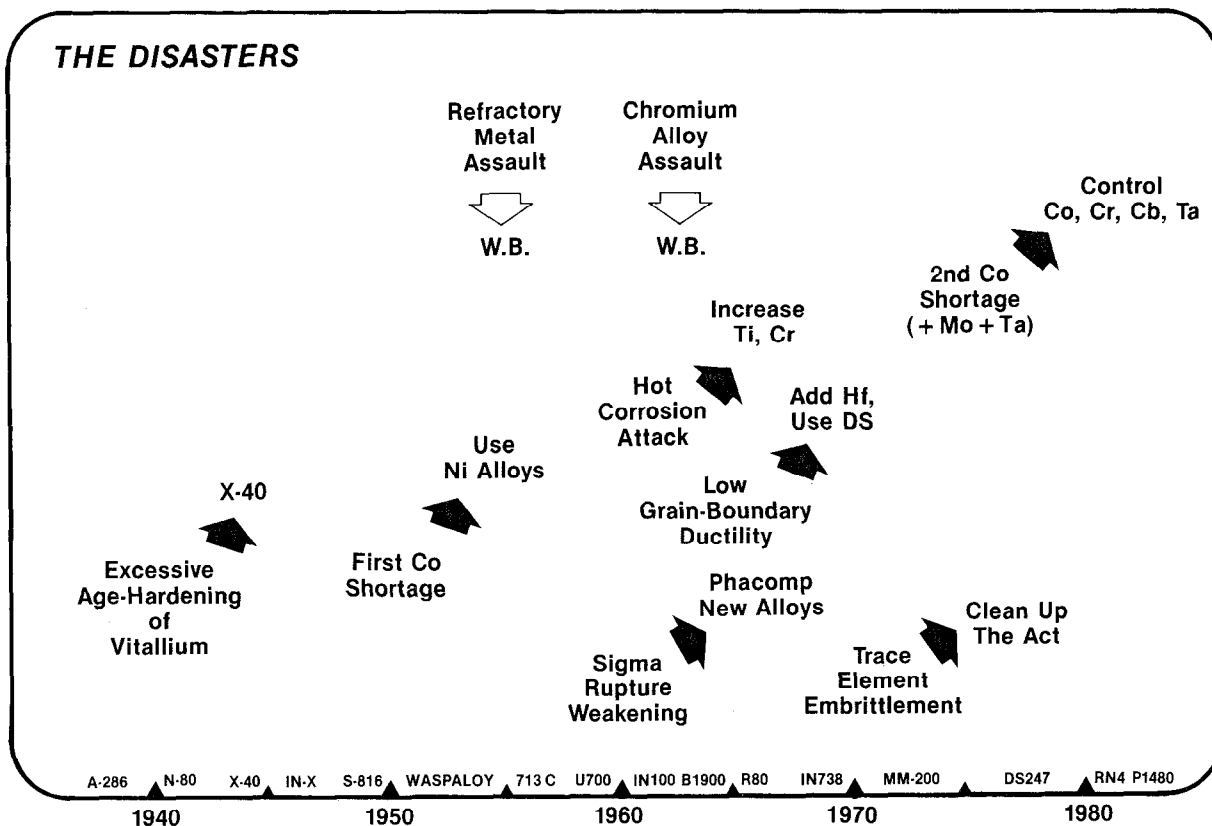 THE DISASTERS
Refractory
Metal
Assault
W.B.
Chromium
Alloy
Assault
W.B.
Control
Co, Cr, Cb, Ta
2nd Co
Shortage
(+ Mo + Ta)
Increase
Ti, Cr
Hot
Corrosion
Attack
Add Hf,
Use DS
Low
Grain-Boundary
Ductility
Use
Ni Alloys
First Co
Shortage
X-40
Excessive
Age-Hardening
of
Vitallium
Phacomp
New Alloys
Sigma
Rupture
Weakening
Clean Up
The Act
Trace
Element
Embrittlement
A-286 N-80 X-40 IN-X S-816 WASPALOY 713 C U700 IN100 B1900 R80 IN738 MM-200 DS247 RN4 P1480
1940 1950 1960 1970 1980